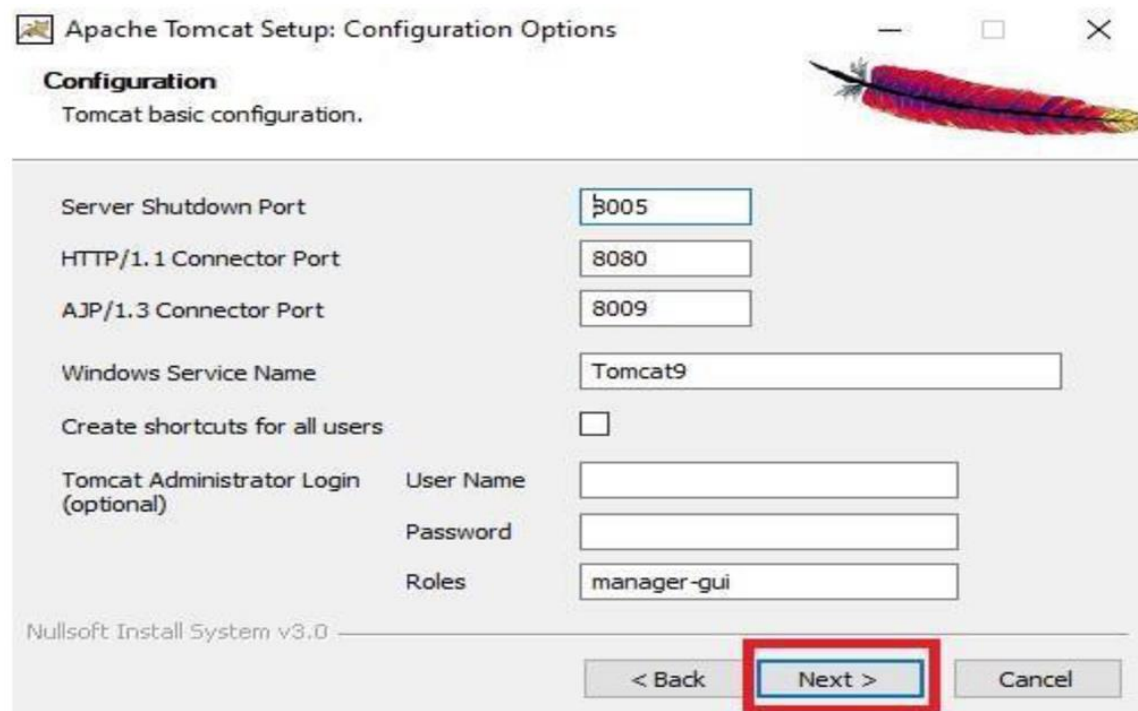 Apache Tomcat Setup: Configuration Options
Configuration
Tomcat basic configuration.
Server Shutdown Port 8005
HTTP/1.1 Connector Port 8080
AJP/1.3 Connector Port 8009
Windows Service Name Tomcat9
Create shortcuts for all users
Tomcat Administrator Login User Name
(optional)
Password
Roles manager-gui
Nullsoft Install System v3.0
< Back Next > Cancel